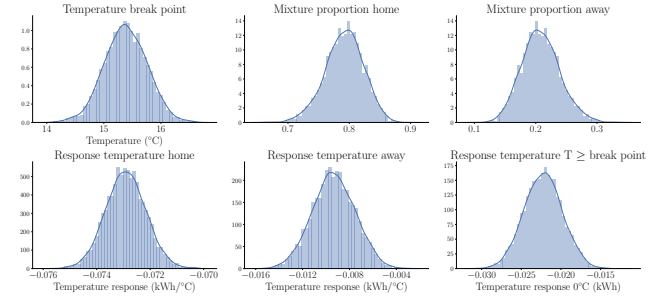 Temperature break point
Mixture proportion home
Mixture proportion away
1.0
0.8
0.6
0.4
0.2
0.0
14 15 16
Temperature (°C)
14
12
10
8
6
4
2
0
0.7 0.8 0.9
14
12
10
8
6
4
2
0
0.1 0.2 0.3
Response temperature home
Response temperature away
Response temperature T ≥ break point
500
400
300
200
100
0
−0.076 −0.074 −0.072 −0.070
Temperature response (kWh/°C)
200
150
100
50
0
−0.016 −0.012 −0.008 −0.004
Temperature response (kWh/°C)
175
150
125
100
75
50
25
0
−0.030 −0.025 −0.020 −0.015
Temperature response 0°C (kWh/°C)